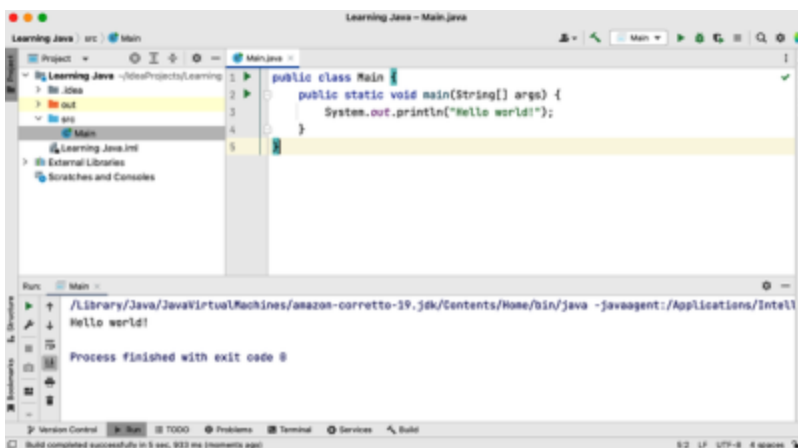 Learning Java – Main.java
Learning Java src Main
Main
Project
Main.java
Project
Learning Java ~/IdeaProjects/Learning
.idea
out
src
Main
Learning Java.iml
External Libraries
Scratches and Consoles
1 public class Main {
2 public static void main(String[] args) {
3 System.out.println("Hello world!");
4 }
5 }
Run: Main
/Library/Java/JavaVirtualMachines/amazon-corretto-19.jdk/Contents/Home/bin/java -javaagent:/Applications/Intell
Hello world!
Process finished with exit code 0
Structure
Bookmarks
Version Control Run TODO Problems Terminal Services Build
Build completed successfully in 5 sec, 933 ms (moments ago)
5:2 LF UTF-8 4 spaces